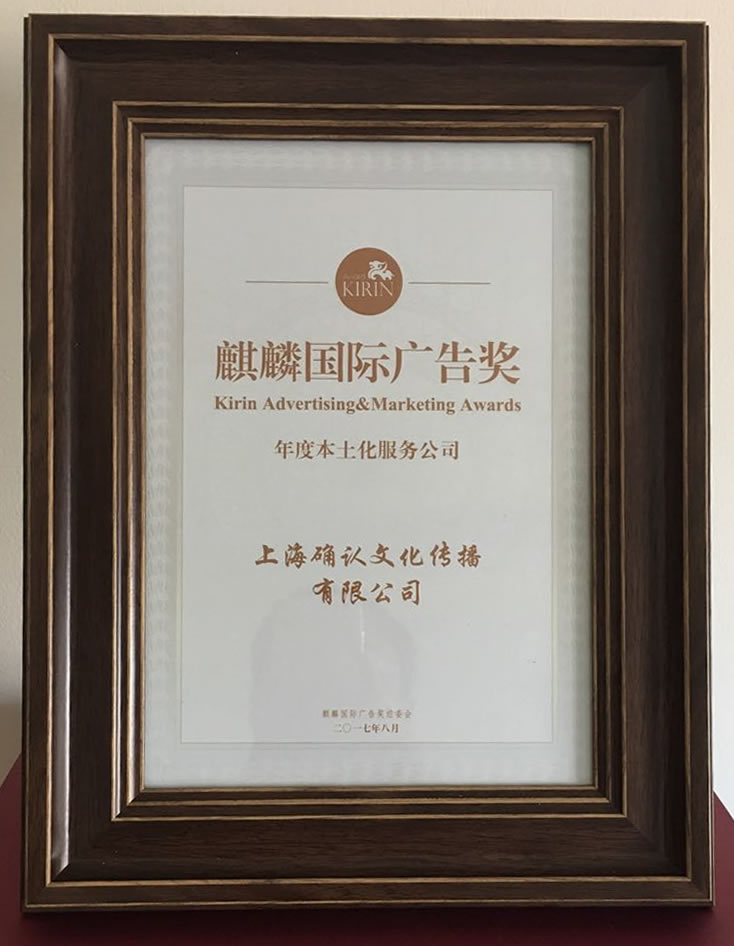 KIRIN
麒麟国际广告奖
Kirin Advertising&Marketing Awards
年度本土化服务公司
上海确认文化传播
有限公司
麒麟国际广告奖组委会
二〇一七年八月